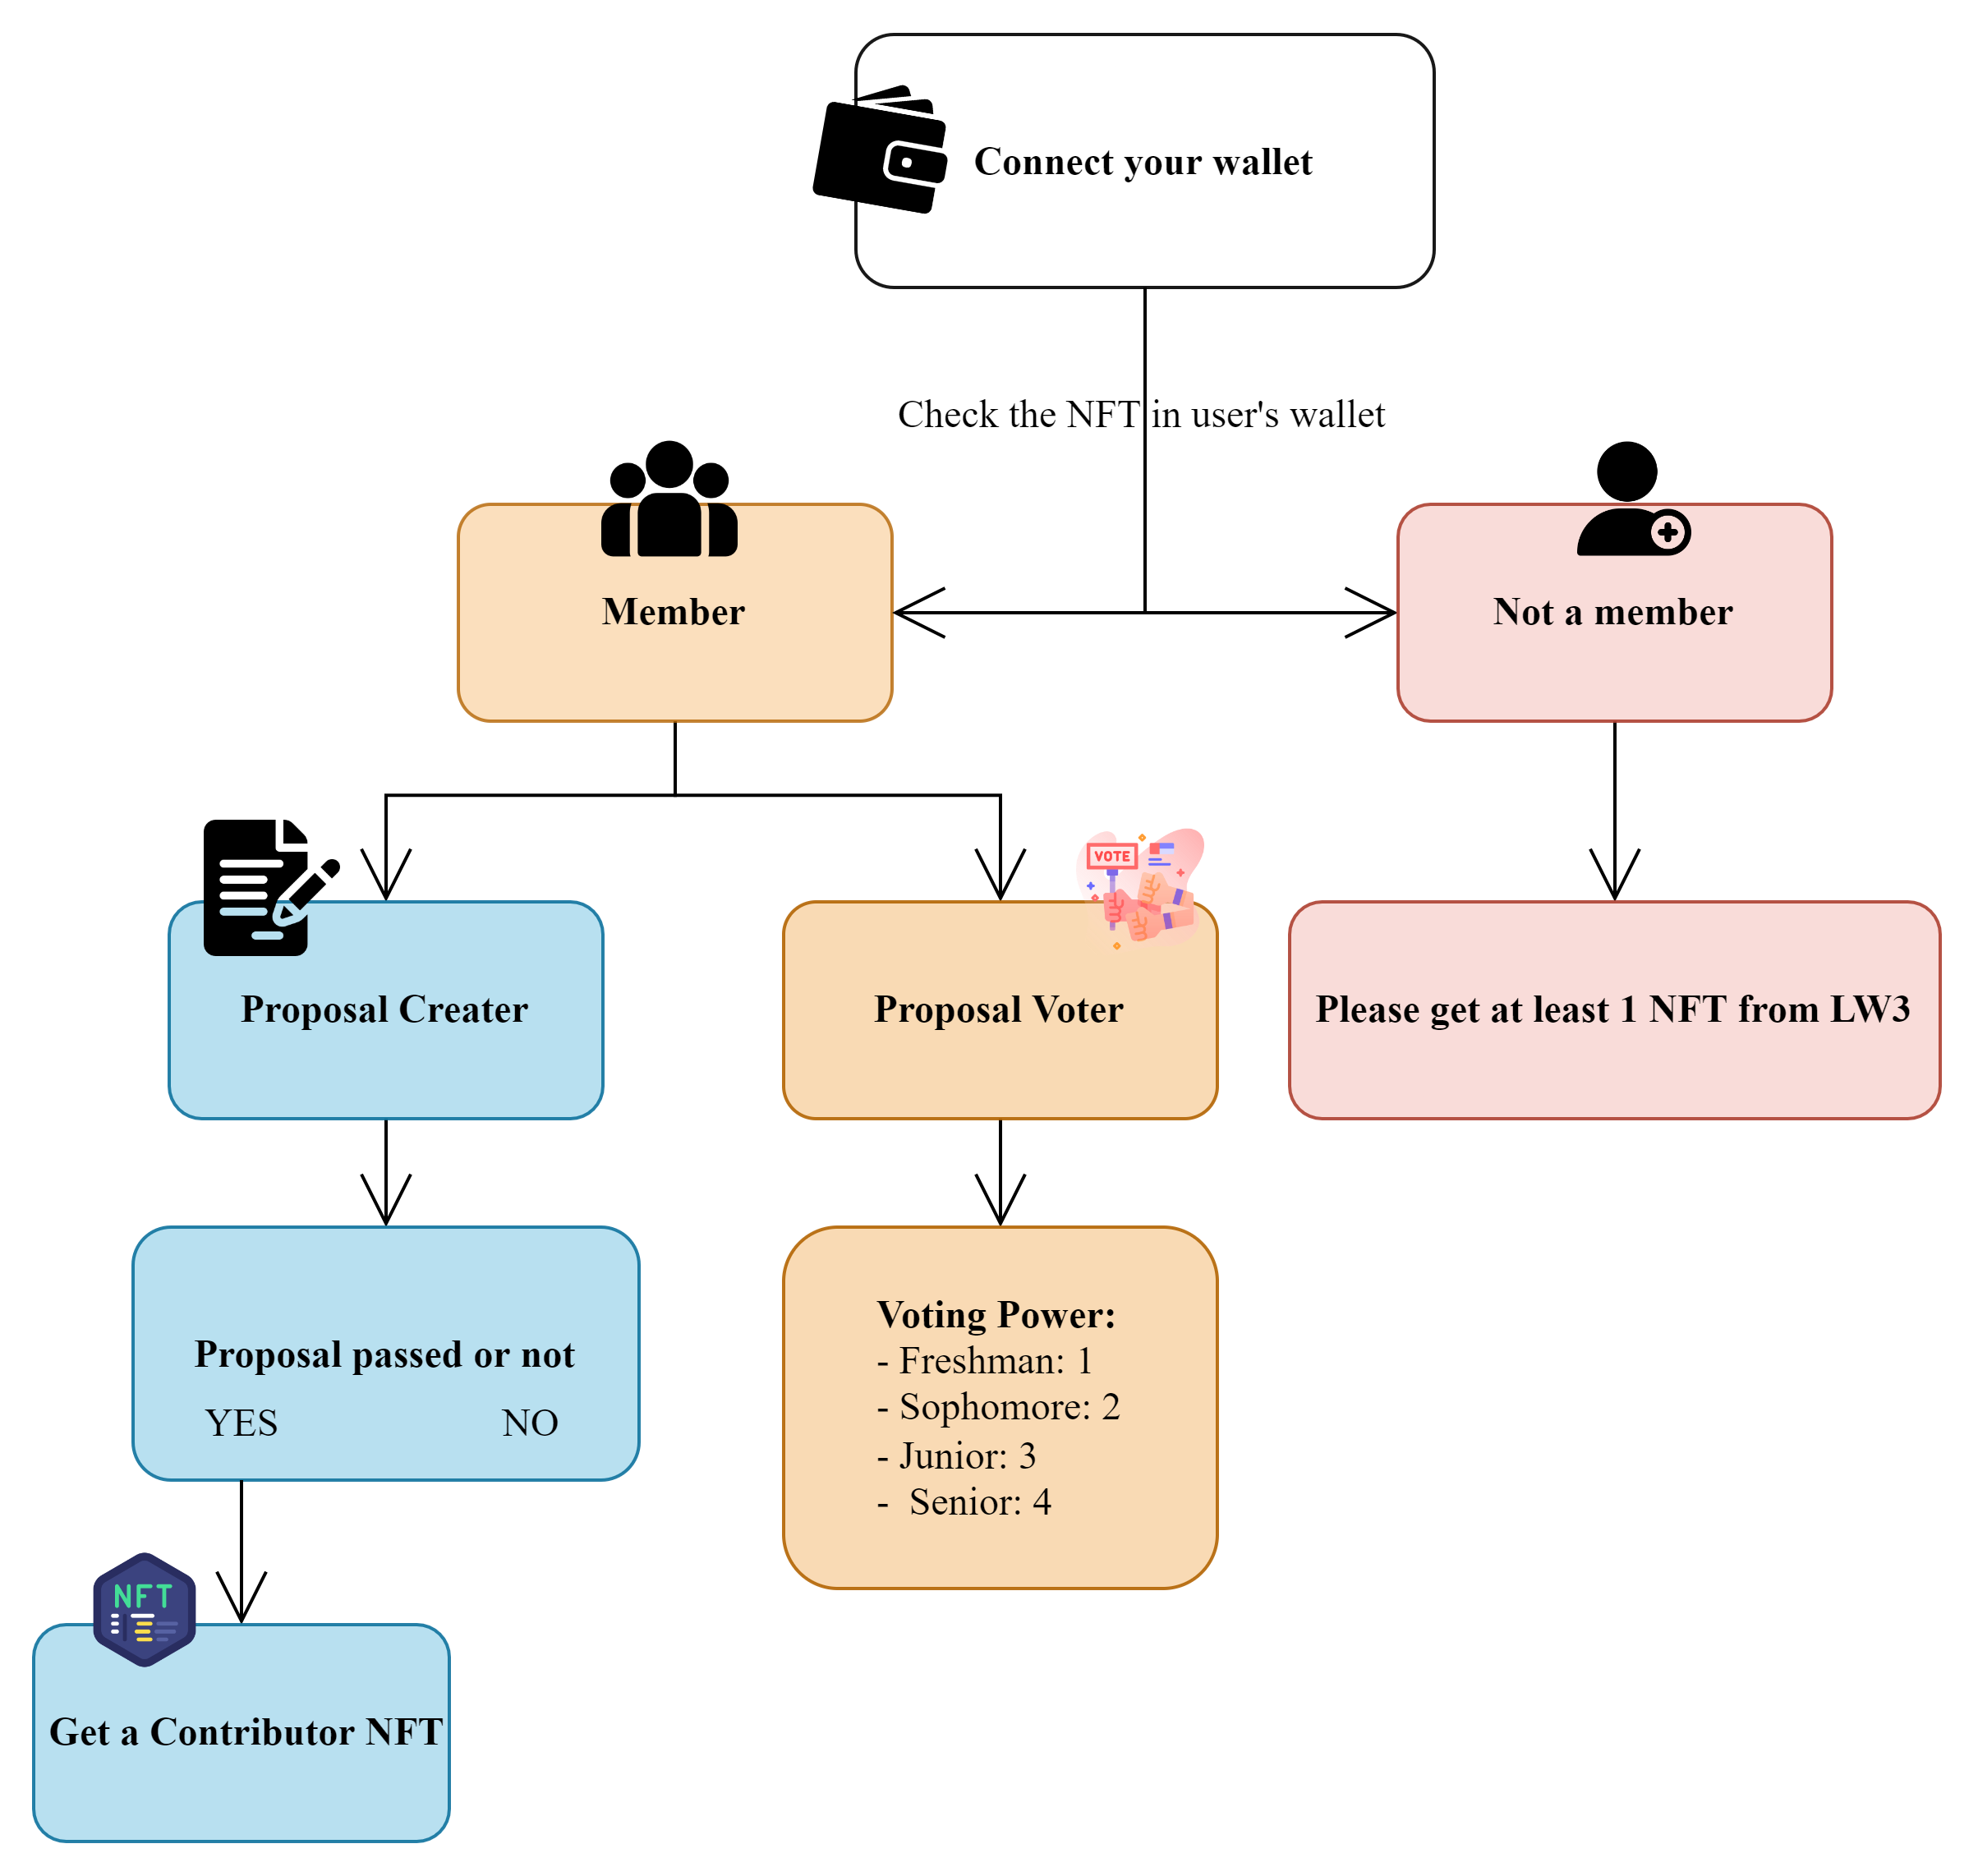 Connect your wallet
Check the NFT in user's wallet
Member
Not a member
VOTE
Proposal Creater
Proposal Voter
Please get at least 1 NFT from LW3
Proposal passed or not
YES
NO
Voting Power:
- Freshman: 1
- Sophomore: 2
- Junior: 3
- Senior: 4
NFT
Get a Contributor NFT